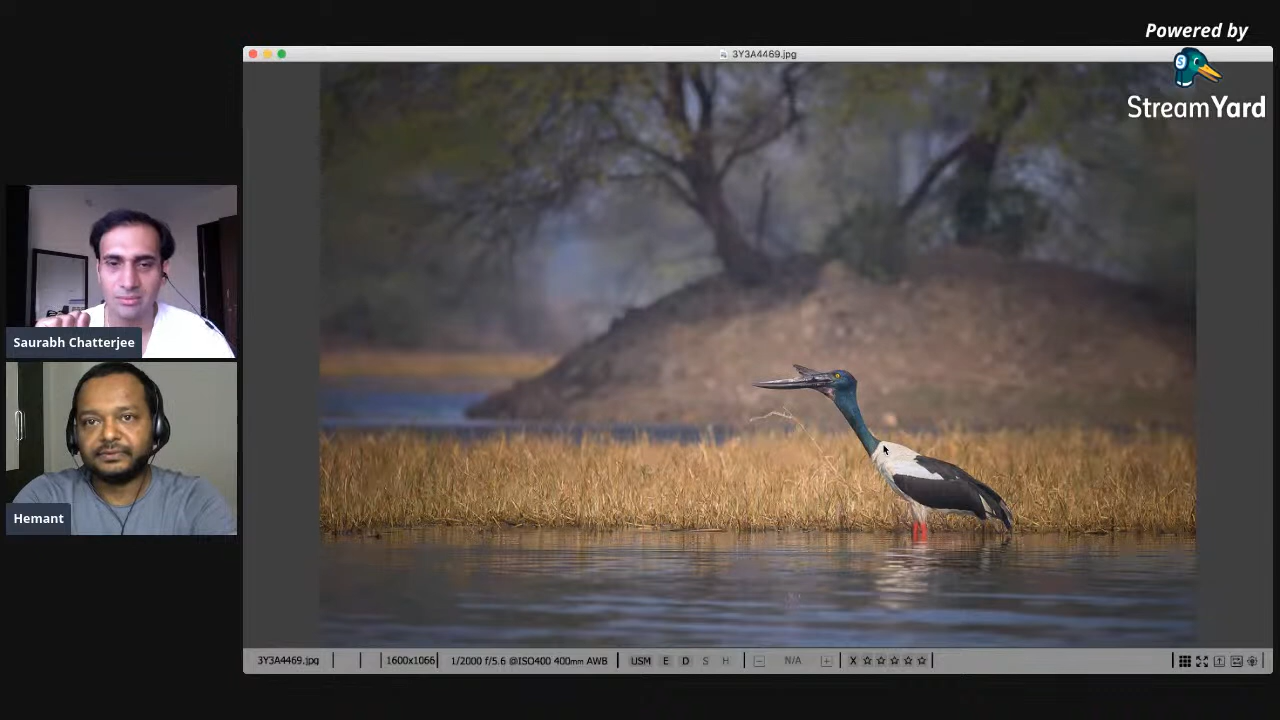 Powered by
StreamYard
3Y3A4469.jpg
Saurabh Chatterjee
Hemant
3Y3A4469.jpg 1600x1066 1/2000 f/5.6 @ISO400 400mm AWB USM E D S H N/A X